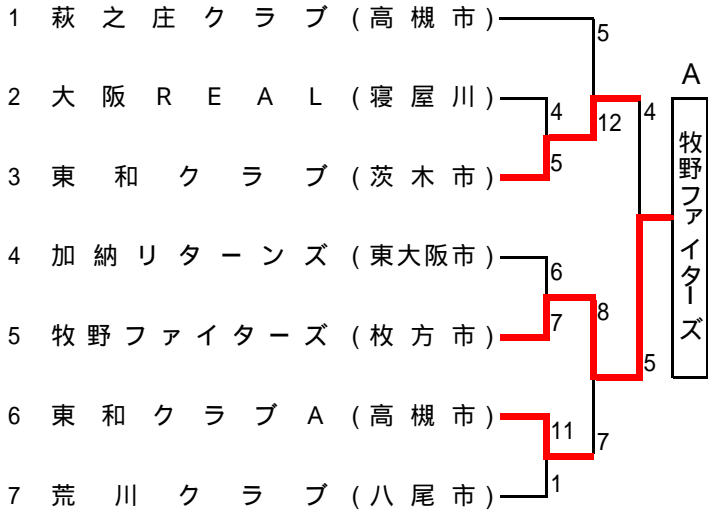 1 萩之庄クラブ (高槻市)
5
A
2 大阪REAL (寝屋川)
4
12
4
3 東和クラブ (茨木市)
5
牧野ファイターズ
4 加納リターンズ (東大阪市)
6
5 牧野ファイターズ (枚方市)
7
8
5
6 東和クラブA (高槻市)
11
7
7 荒川クラブ (八尾市)
1